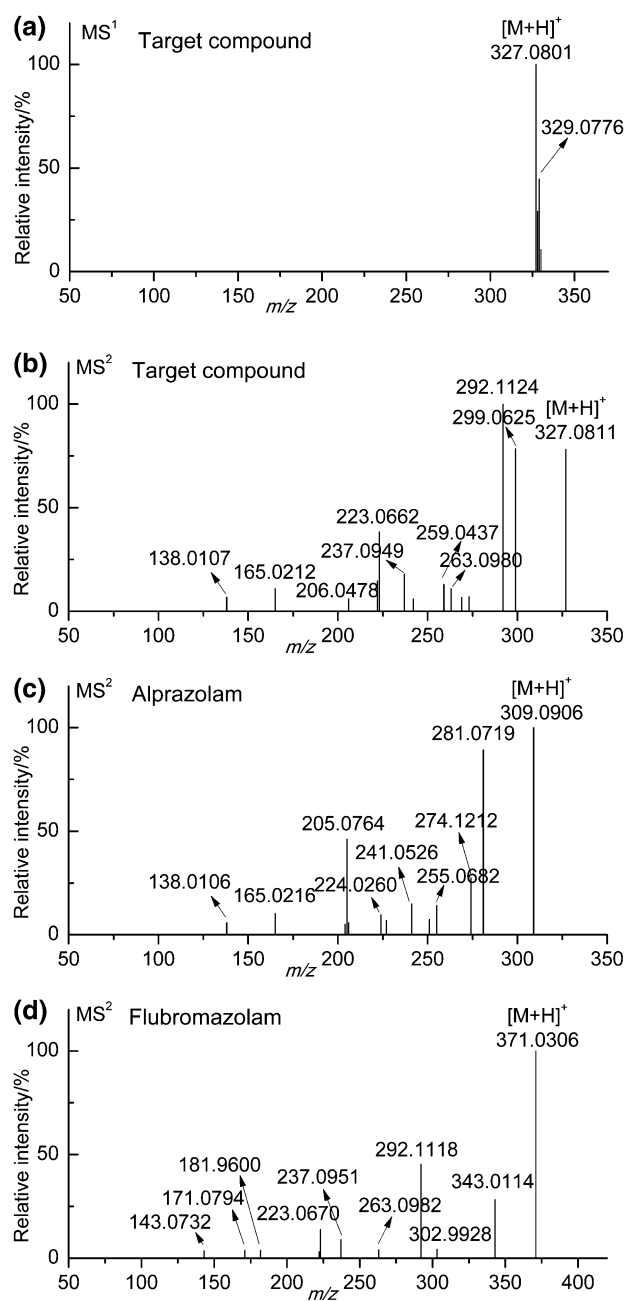 (a) MS1 Target compound
[M+H]+
327.0801
329.0776
Relative intensity/%
100
50
0
50 100 150 200 250 300 350
m/z
(b) MS2 Target compound
292.1124
[M+H]+
299.0625
327.0811
223.0662
259.0437
237.0949
263.0980
138.0107
165.0212
206.0478
Relative intensity/%
100
50
0
50 100 150 200 250 300 350
m/z
(c) MS2 Alprazolam
[M+H]+
309.0906
281.0719
205.0764
274.1212
241.0526
255.0682
138.0106
165.0216
224.0260
Relative intensity/%
100
50
0
50 100 150 200 250 300 350
m/z
(d) MS2 Flubromazolam
[M+H]+
371.0306
292.1118
343.0114
181.9600
237.0951
171.0794
263.0982
223.0670
143.0732
302.9928
Relative intensity/%
100
50
0
50 100 150 200 250 300 350 400
m/z